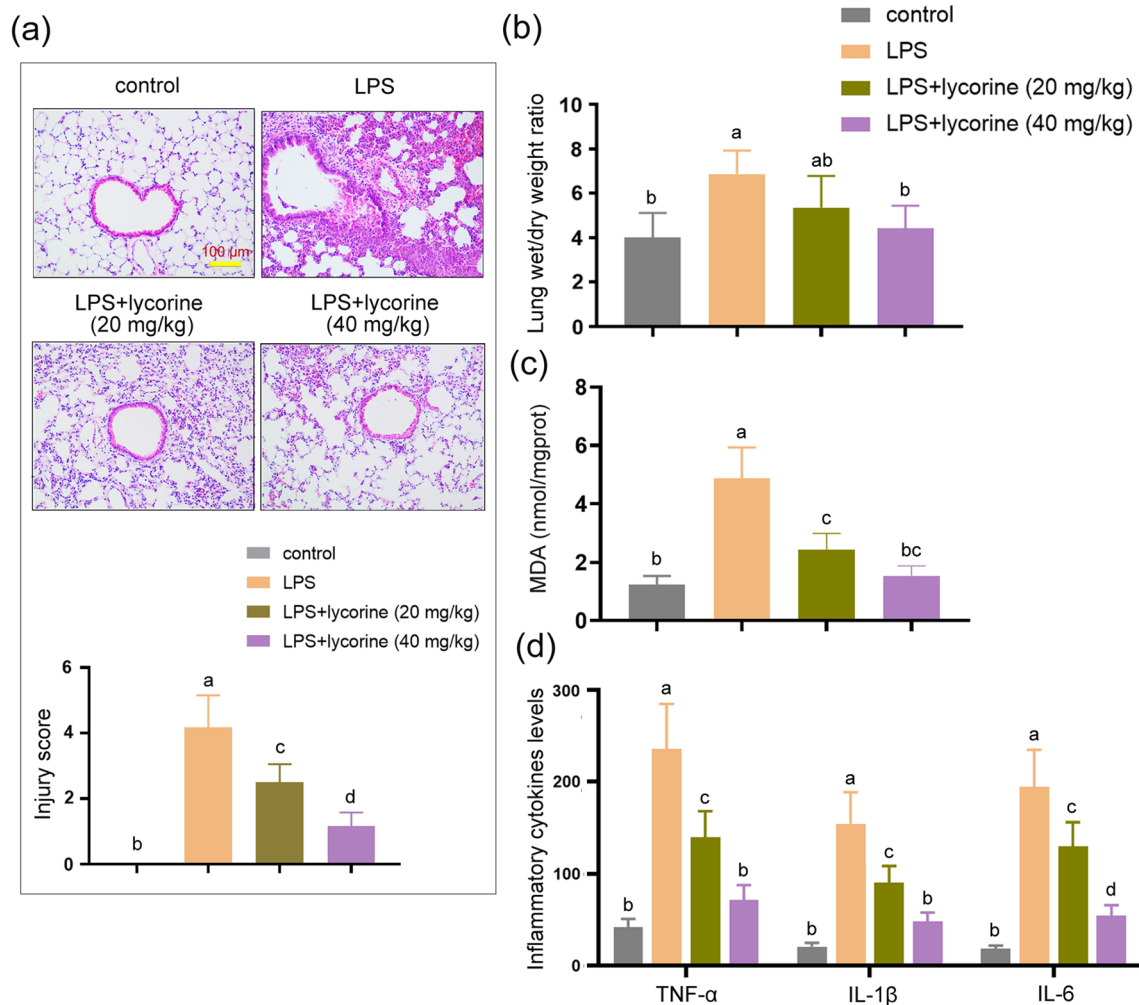 (a)
control
LPS
100 µm
LPS+lycorine
(20 mg/kg)
LPS+lycorine
(40 mg/kg)
control
LPS
LPS+lycorine (20 mg/kg)
LPS+lycorine (40 mg/kg)
Injury score
6
4
2
0
b
a
c
d
(b)
control
LPS
LPS+lycorine (20 mg/kg)
LPS+lycorine (40 mg/kg)
Lung wet/dry weight ratio
10
8
6
4
2
0
b
a
ab
b
(c)
MDA (nmol/mgprot)
8
6
4
2
0
b
a
c
bc
(d)
Inflammatory cytokines levels
300
200
100
0
b
a
c
b
b
a
c
b
b
a
c
d
TNF-α
IL-1β
IL-6